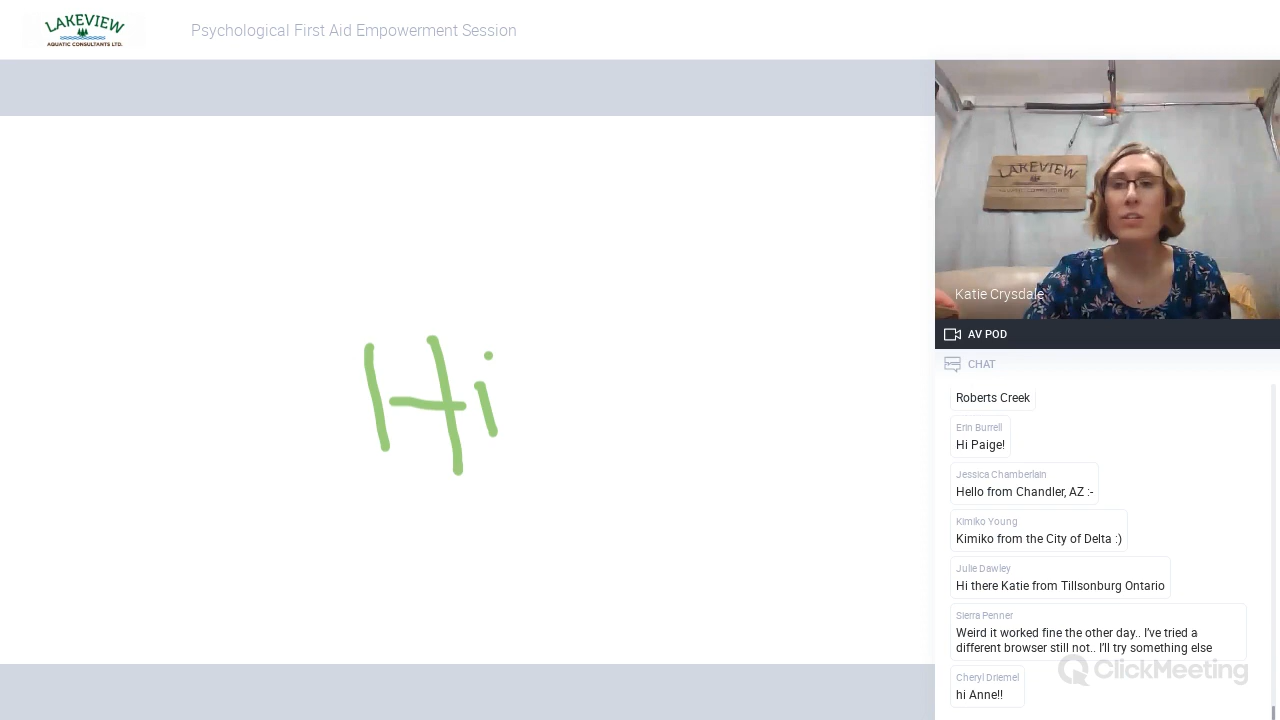 LAKEVIEW
AQUATIC CONSULTANTS LTD.
Psychological First Aid Empowerment Session
Hi
LAKEVIEW
Katie Crysdale
AV POD
CHAT
Roberts Creek
Erin Burrell
Hi Paige!
Jessica Chamberlain
Hello from Chandler, AZ :-
Kimiko Young
Kimiko from the City of Delta :)
Julie Dawley
Hi there Katie from Tillsonburg Ontario
Sierra Penner
Weird it worked fine the other day.. I've tried a
different browser still not.. I'll try something else
ClickMeeting
Cheryl Driemel
hi Anne!!